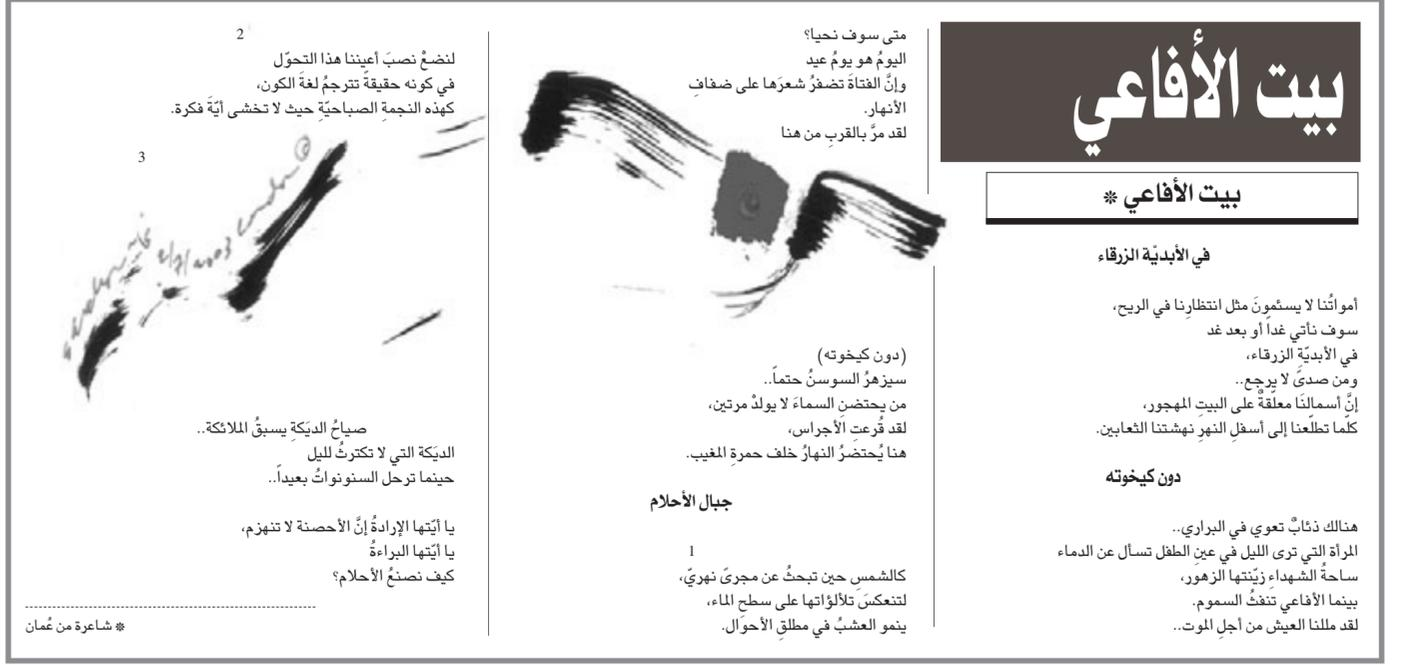 بيت الأفاعي
بيت الأفاعي *
في الأبديّة الزرقاء
أمواتُنا لا يسئمونَ مثل انتظارِنا في الريح،
سوف نأتي غداً أو بعد غد
في الأبديّةِ الزرقاء،
ومن صدىً لا يرجع..
إنَّ أسمالنَا معلّقةٌ على البيتِ المهجور،
كلّما تطلّعنا إلى أسفلِ النهرِ نهشتنا الثعابين.
دون كيخوته
هنالك ذئابٌ تعوي في البراري..
المرأة التي ترى الليل في عينِ الطفل تسأل عن الدماء
ساحةُ الشهداءِ زيّنتها الزهور،
بينما الأفاعي تنفثُ السموم.
لقد مللنا العيش من أجلِ الموت..
متى سوف نحيا؟
اليومُ هو يومُ عيد
وإنَّ الفتاةَ تضفرُ شعرَها على ضفافِ
الأنهار.
لقد مرَّ بالقربِ من هنا
(دون كيخوته)
سيزهرُ السوسنُ حتماً..
من يحتضنِ السماءَ لا يولدْ مرتين،
لقد قُرعتِ الأجراس،
هنا يُحتضرُ النهارُ خلف حمرةِ المغيب.
جبال الأحلام
1
كالشمسِ حين تبحثُ عن مجرىً نهريّ،
لتنعكسَ تلألؤاتها على سطحِ الماء،
ينمو العشبُ في مطلقِ الأحوال.
2
لنضعْ نصبَ أعيننا هذا التحوّل
في كونه حقيقةً تترجمُ لغةَ الكون،
كهذه النجمةِ الصباحيّةِ حيث لا تخشى أيّةَ فكرة.
3
صياحُ الديَكةِ يسبقُ الملائكة..
الديَكة التي لا تكترثُ لليل
حينما ترحل السنونواتُ بعيداً..
يا أيّتها الإرادةُ إنَّ الأحصنة لا تنهزم،
يا أيّتها البراءةُ
كيف نصنعُ الأحلام؟
* شاعرة من عُمان